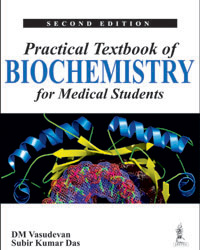 SECOND EDITION
Practical Textbook of
BIOCHEMISTRY
for Medical Students
DM Vasudevan
Subir Kumar Das